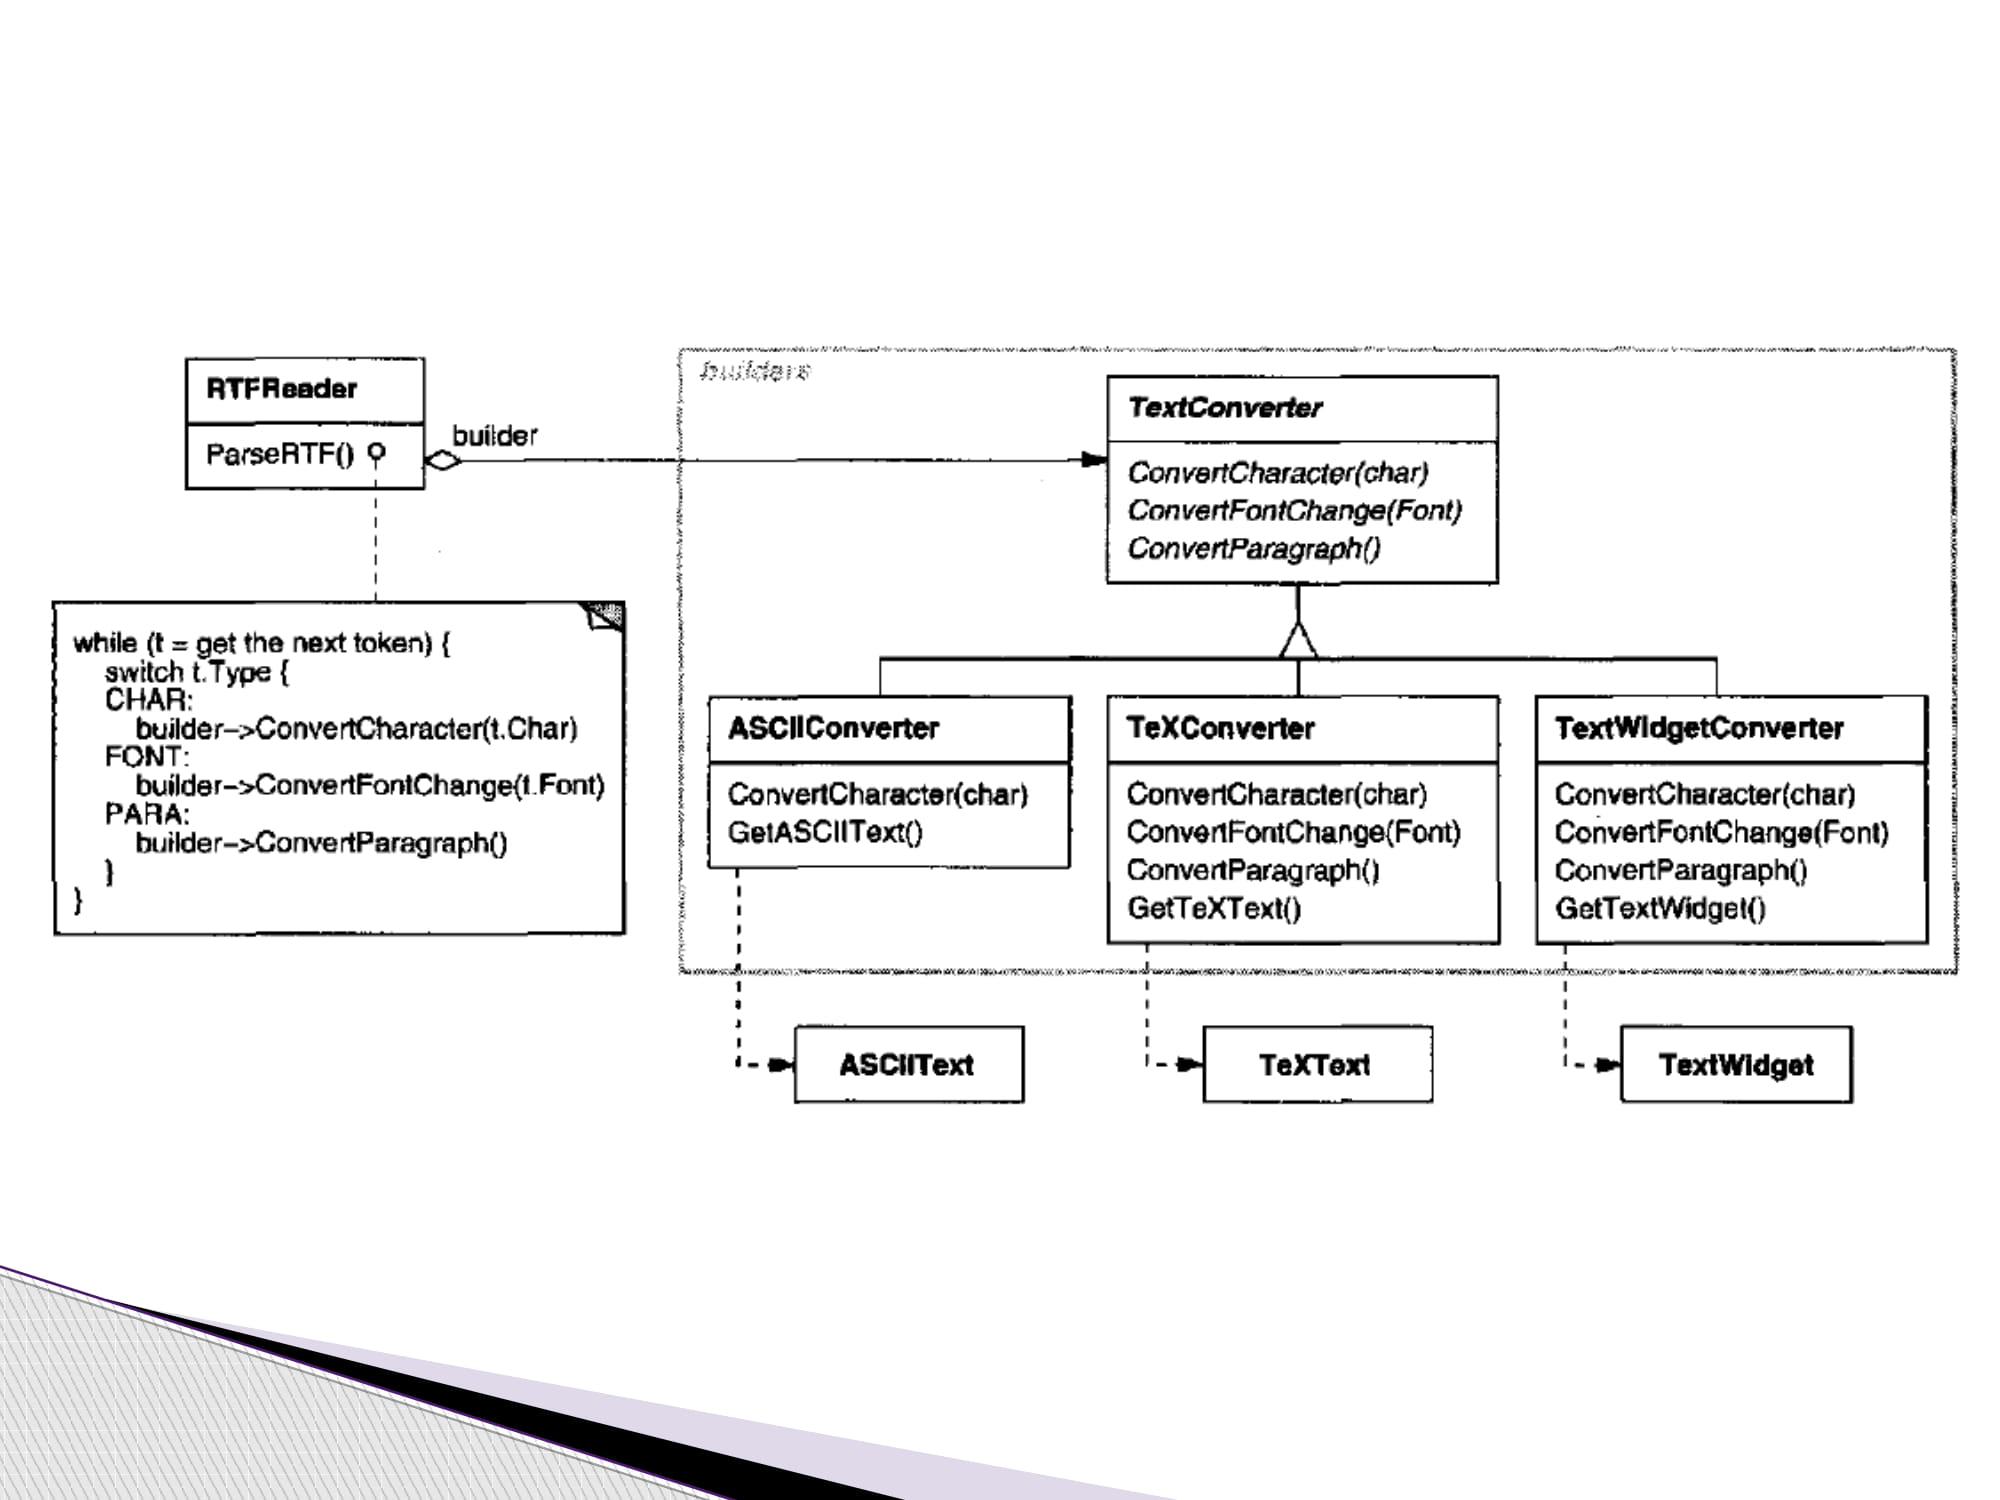 RTFReader
ParseRTF()
builder
builders
TextConverter
ConvertCharacter(char)
ConvertFontChange(Font)
ConvertParagraph()
while (t = get the next token) {
switch t.Type {
CHAR:
builder–>ConvertCharacter(t.Char)
FONT:
builder–>ConvertFontChange(t.Font)
PARA:
builder–>ConvertParagraph()
}
}
ASCIIConverter
ConvertCharacter(char)
GetASCIIText()
TeXConverter
ConvertCharacter(char)
ConvertFontChange(Font)
ConvertParagraph()
GetTeXText()
TextWidgetConverter
ConvertCharacter(char)
ConvertFontChange(Font)
ConvertParagraph()
GetTextWidget()
ASCIIText
TeXText
TextWidget